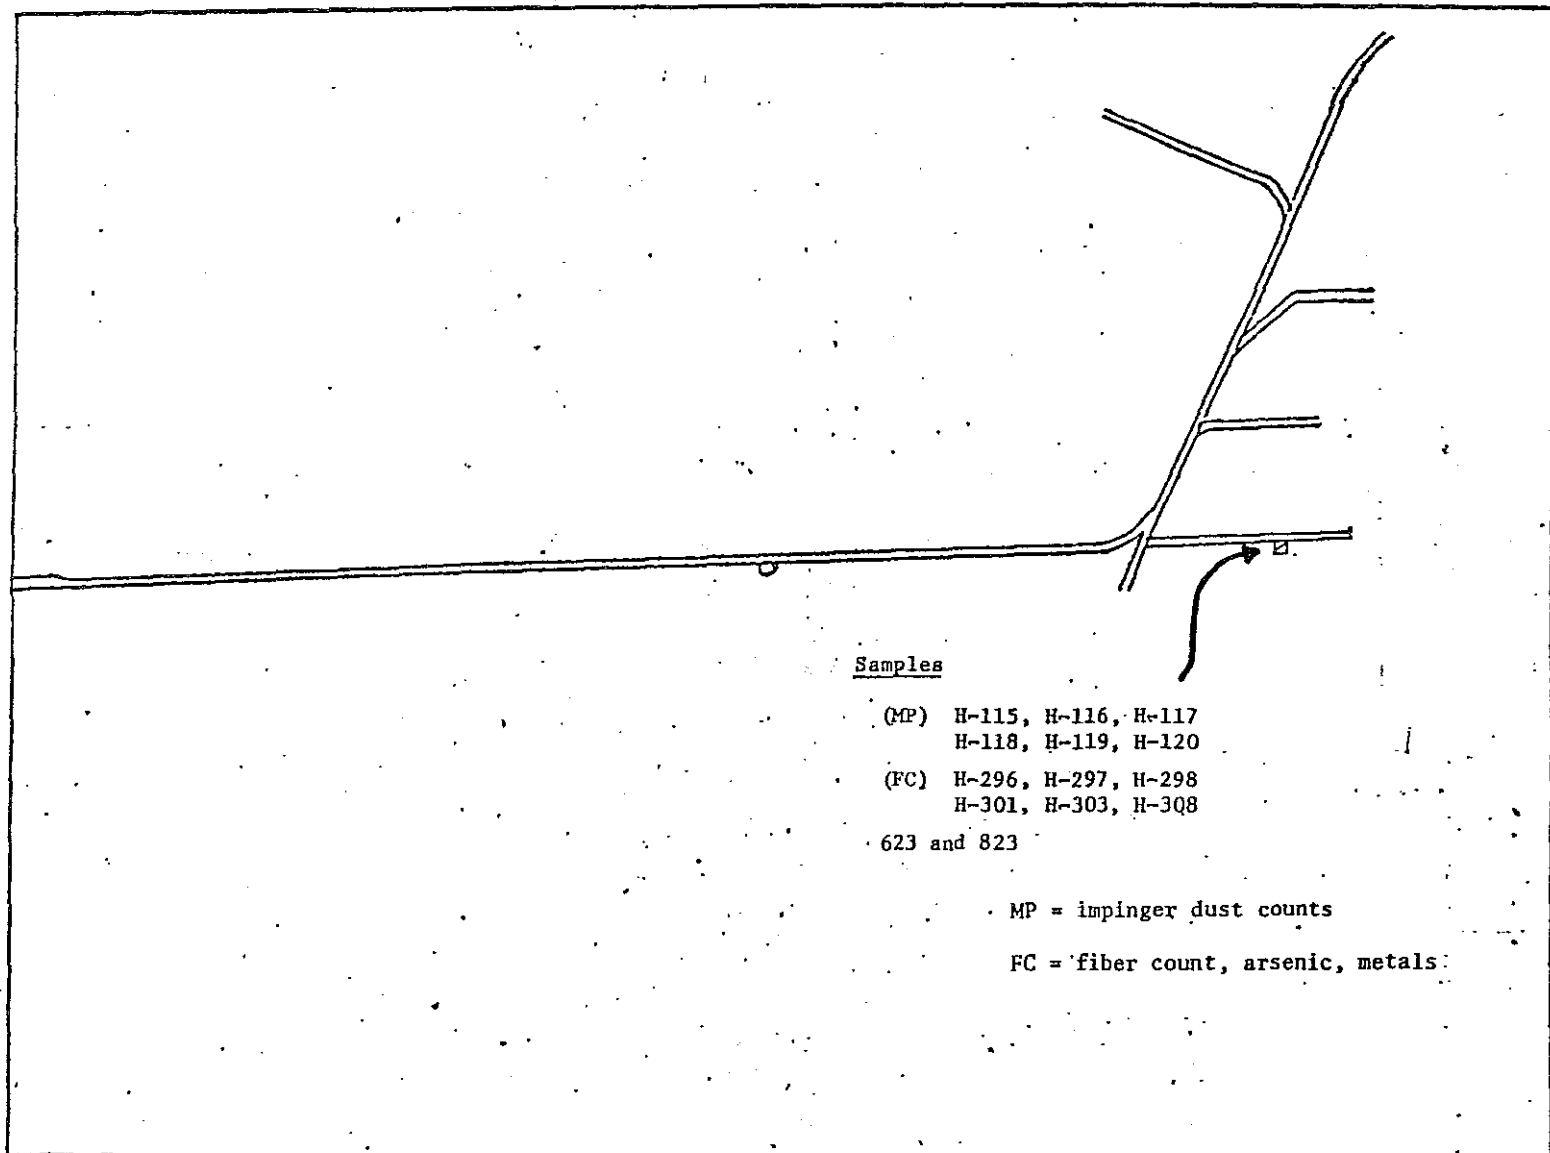 Samples
(MP) H-115, H-116, H-117
H-118, H-119, H-120
(FC) H-296, H-297, H-298
H-301, H-303, H-308
623 and 823
MP = impinger dust counts
FC = fiber count, arsenic, metals